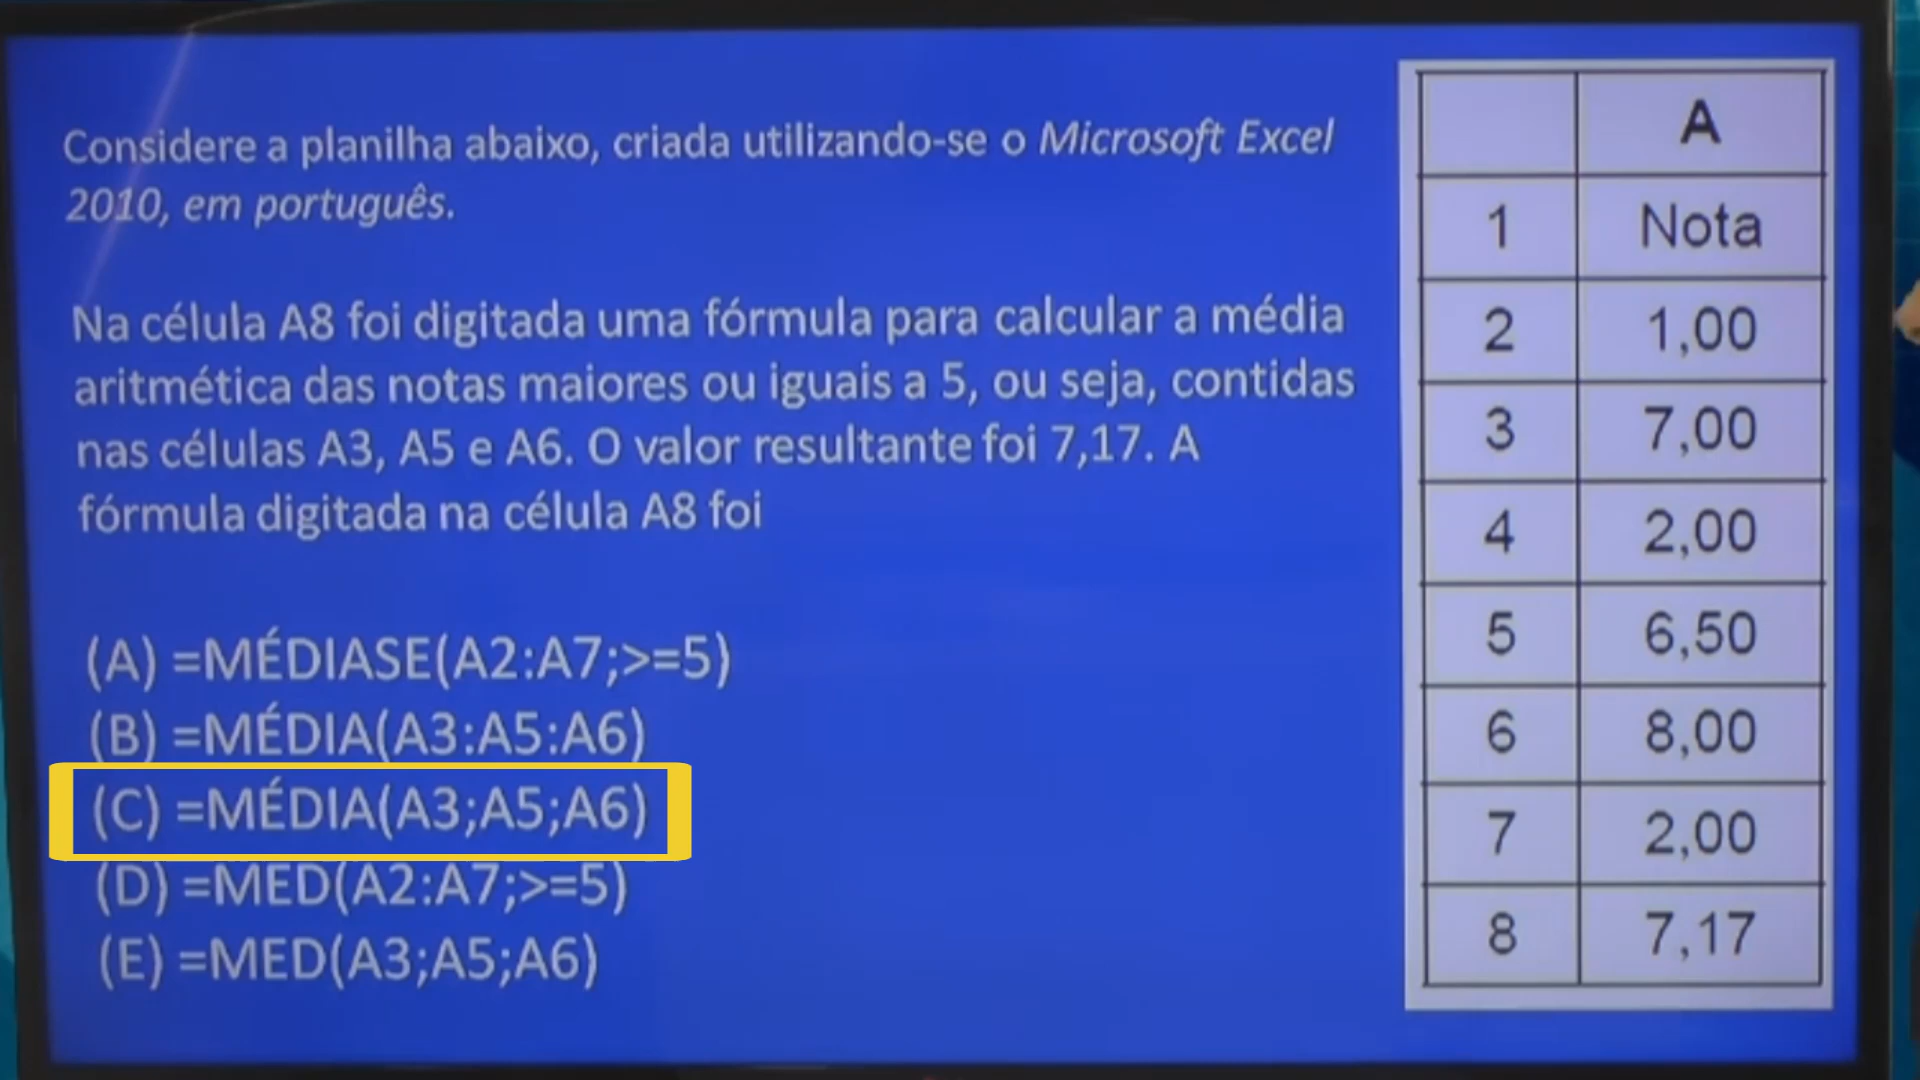 Considere a planilha abaixo, criada utilizando-se o Microsoft Excel
2010, em português.
Na célula A8 foi digitada uma fórmula para calcular a média
aritmética das notas maiores ou iguais a 5, ou seja, contidas
nas células A3, A5 e A6. O valor resultante foi 7,17. A
fórmula digitada na célula A8 foi
(A) =MÉDIASE(A2:A7;>=5)
(B) =MÉDIA(A3:A5:A6)
(C) =MÉDIA(A3;A5;A6)
(D) =MED(A2:A7;>=5)
(E) =MED(A3;A5;A6)
A
1 Nota
2 1,00
3 7,00
4 2,00
5 6,50
6 8,00
7 2,00
8 7,17